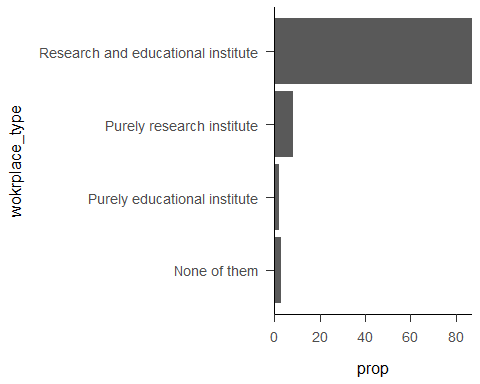 Research and educational institute
Purely research institute
Purely educational institute
None of them
wokrplace_type
0 20 40 60 80
prop